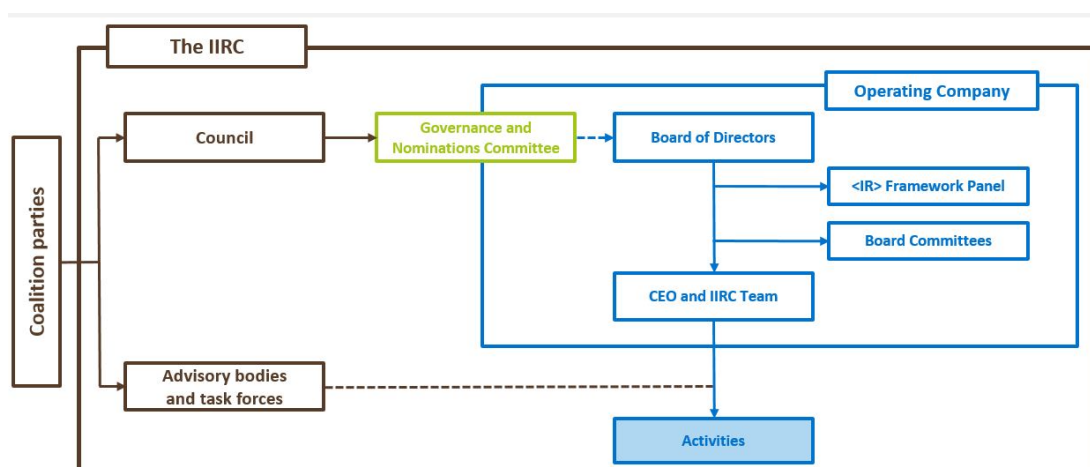 The IIRC
Operating Company
Coalition parties
Council
Governance and
Nominations Committee
Board of Directors
<IR> Framework Panel
Board Committees
CEO and IIRC Team
Advisory bodies
and task forces
Activities